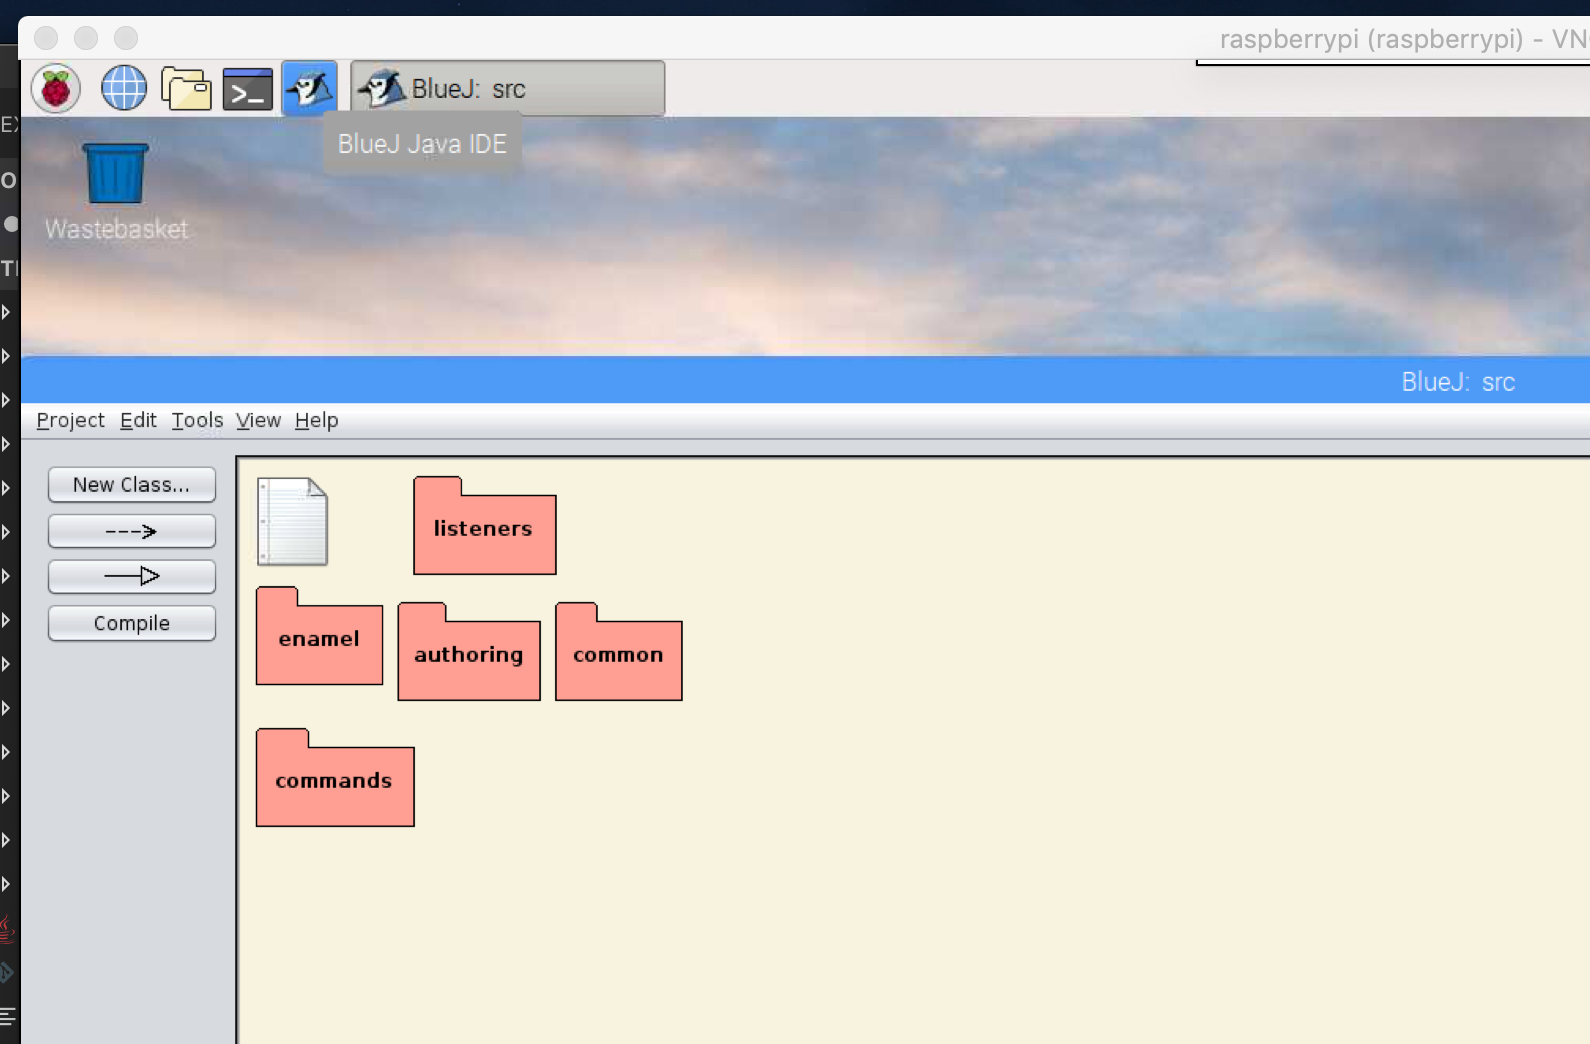 raspberrypi (raspberrypi) - VN
BlueJ: src
BlueJ Java IDE
Wastebasket
BlueJ: src
Project Edit Tools View Help
New Class...
Compile
listeners
enamel
authoring
common
commands